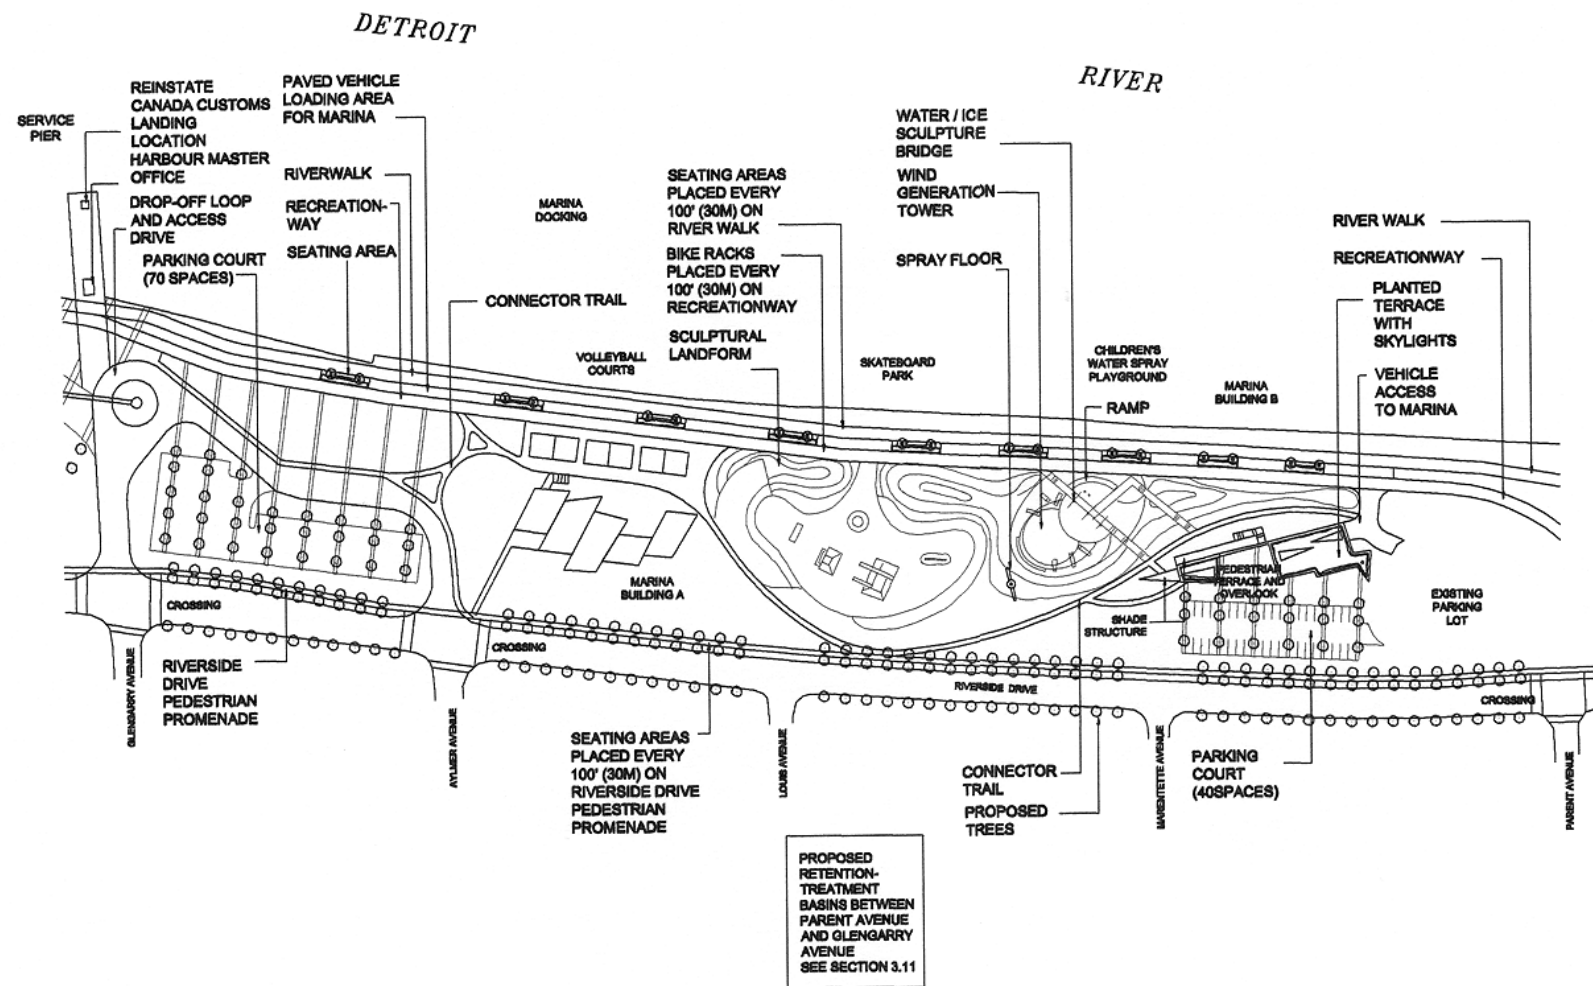 DETROIT
RIVER
SERVICE
PIER
REINSTATE
CANADA CUSTOMS
LANDING
LOCATION
HARBOUR MASTER
OFFICE
DROP-OFF LOOP
AND ACCESS
DRIVE
PARKING COURT
(70 SPACES)
PAVED VEHICLE
LOADING AREA
FOR MARINA
RIVERWALK
RECREATION-
WAY
SEATING AREA
CONNECTOR TRAIL
MARINA
DOCKING
VOLLEYBALL
COURTS
SEATING AREAS
PLACED EVERY
100' (30M) ON
RIVER WALK
BIKE RACKS
PLACED EVERY
100' (30M) ON
RECREATIONWAY
SCULPTURAL
LANDFORM
SKATEBOARD
PARK
WATER / ICE
SCULPTURE
BRIDGE
WIND
GENERATION
TOWER
SPRAY FLOOR
CHILDREN'S
WATER SPRAY
PLAYGROUND
RAMP
MARINA
BUILDING B
RIVER WALK
RECREATIONWAY
PLANTED
TERRACE
WITH
SKYLIGHTS
VEHICLE
ACCESS
TO MARINA
PEDESTRIAN
TERRACE AND
OVERLOOK
EXISTING
PARKING
LOT
SHADE
STRUCTURE
MARINA
BUILDING A
CROSSING
CROSSING
RIVERSIDE DRIVE
CROSSING
GLENGARRY AVENUE
RIVERSIDE
DRIVE
PEDESTRIAN
PROMENADE
AYLMER AVENUE
SEATING AREAS
PLACED EVERY
100' (30M) ON
RIVERSIDE DRIVE
PEDESTRIAN
PROMENADE
LOUIS AVENUE
CONNECTOR
TRAIL
PROPOSED
TREES
MARENTETTE AVENUE
PARKING
COURT
(40SPACES)
PARENT AVENUE
PROPOSED
RETENTION-
TREATMENT
BASINS BETWEEN
PARENT AVENUE
AND GLENGARRY
AVENUE
SEE SECTION 3.11